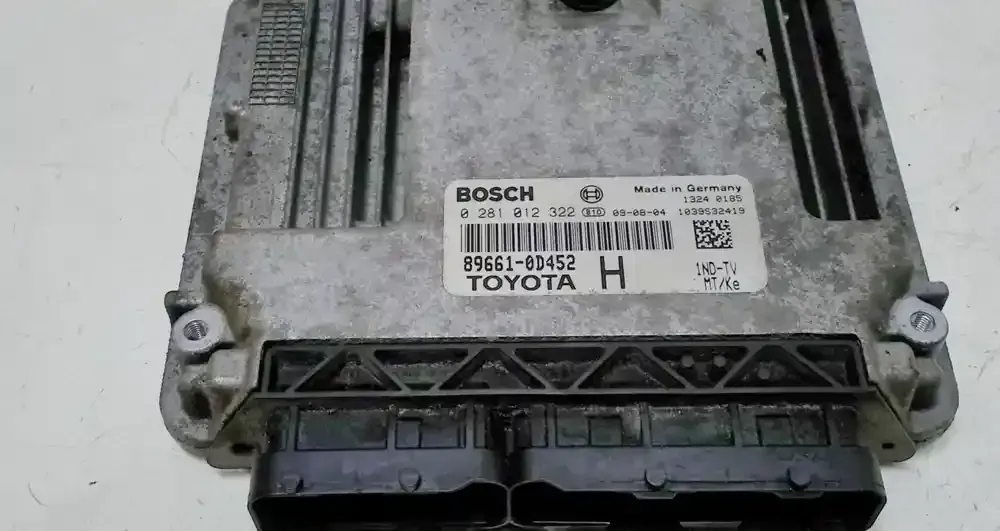 BOSCH Made in Germany
1324 0185
0 281 012 322 810 09-08-04 1039S32419
89661-0D452
TOYOTA H
1ND-TV
MT/Ke